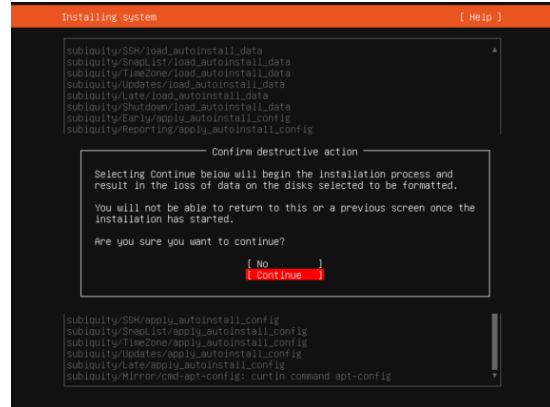 Installing system [ Help ]
subiquity/SSH/load_autoinstall_data
subiquity/SnapList/load_autoinstall_data
subiquity/TimeZone/load_autoinstall_data
subiquity/Updates/load_autoinstall_data
subiquity/Late/load_autoinstall_data
subiquity/Shutdown/load_autoinstall_data
subiquity/Early/apply_autoinstall_config
subiquity/Reporting/apply_autoinstall_config
Confirm destructive action
Selecting Continue below will begin the installation process and
result in the loss of data on the disks selected to be formatted.
You will not be able to return to this or a previous screen once the
installation has started.
Are you sure you want to continue?
[ No ]
[ Continue ]
subiquity/SSH/apply_autoinstall_config
subiquity/SnapList/apply_autoinstall_config
subiquity/TimeZone/apply_autoinstall_config
subiquity/Updates/apply_autoinstall_config
subiquity/Late/apply_autoinstall_config
subiquity/Mirror/cmd-apt-config: curtin command apt-config